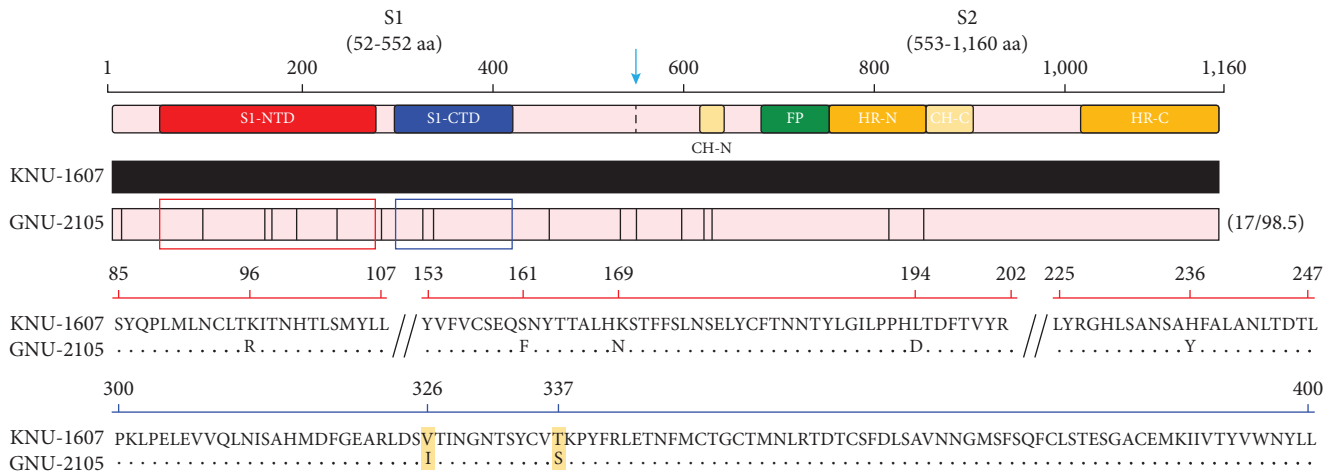 S1 S2
(52-552 aa) (553-1,160 aa)
1 200 400 600 800 1,000 1,160
S1-NTD S1-CTD FP HR-N CH-C HR-C
CH-N
KNU-1607
GNU-2105 (17/98.5)
85 96 107 153 161 169 194 202 225 236 247
KNU-1607 SYQPLMLNCLTKITNHTLSMYLL // YVFVCSEQSNYTTALHKSTFFSLNSELYCFTNNTYLGILPPHLTDFTVYR // LYRGHLSANSAHFALANLTDTL
GNU-2105 ...........R........... // ........F.......N........................D........ // ...........Y..........
300 326 337 400
KNU-1607 PKLPELEVVQLNISAHMDFGEARLDSVTINGNTSYCVTKPYFRLETNFMCTGCTMNLRTDTCSFDLSAVNNGMSFSQFCLSTESGACEMKIIVTYVWNYLL
GNU-2105 ..........................I..........S...............................................................